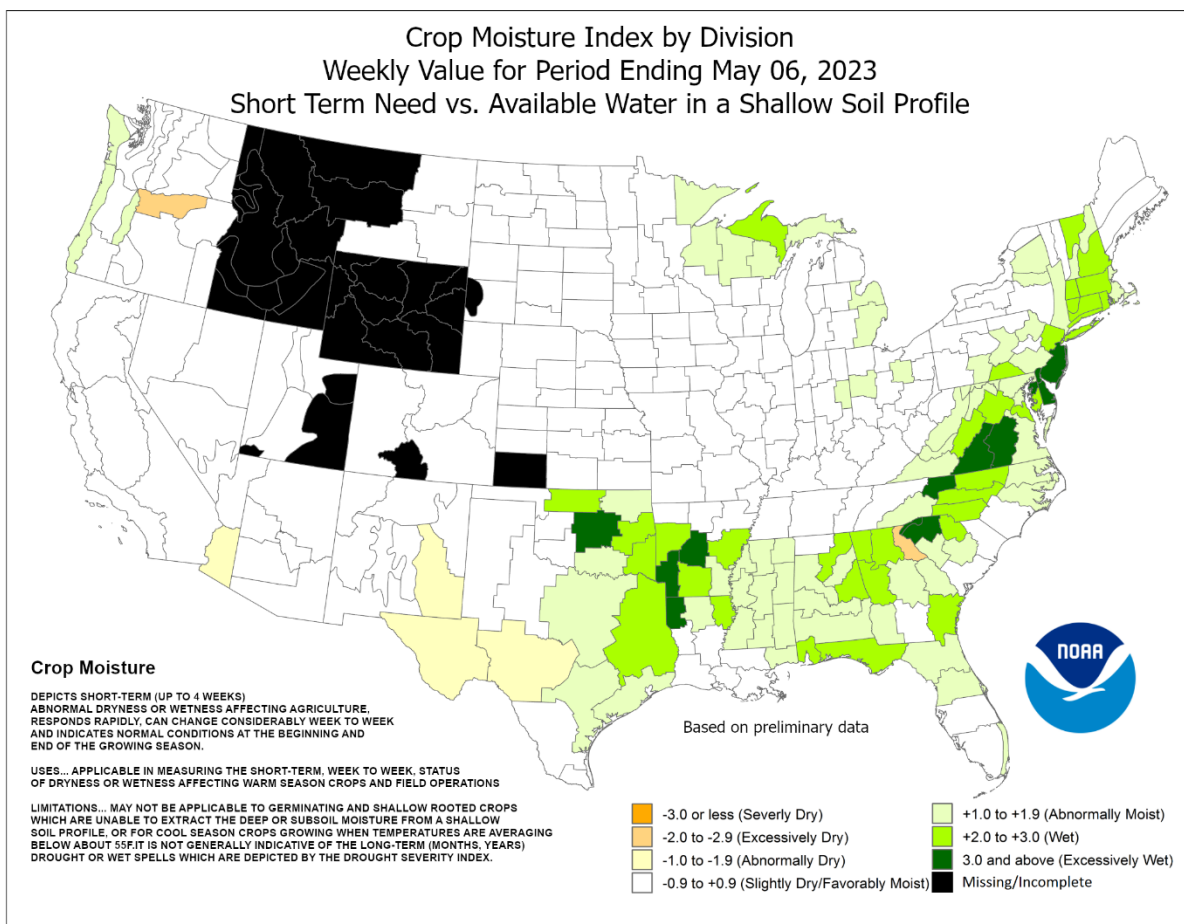 Crop Moisture Index by Division
Weekly Value for Period Ending May 06, 2023
Short Term Need vs. Available Water in a Shallow Soil Profile
NOAA
Crop Moisture
DEPICTS SHORT-TERM (UP TO 4 WEEKS)
ABNORMAL DRYNESS OR WETNESS AFFECTING AGRICULTURE,
RESPONDS RAPIDLY, CAN CHANGE CONSIDERABLY WEEK TO WEEK
AND INDICATES NORMAL CONDITIONS AT THE BEGINNING AND
END OF THE GROWING SEASON.
USES... APPLICABLE IN MEASURING THE SHORT-TERM, WEEK TO WEEK, STATUS
OF DRYNESS OR WETNESS AFFECTING WARM SEASON CROPS AND FIELD OPERATIONS
LIMITATIONS... MAY NOT BE APPLICABLE TO GERMINATING AND SHALLOW ROOTED CROPS
WHICH ARE UNABLE TO EXTRACT THE DEEP OR SUBSOIL MOISTURE FROM A SHALLOW
SOIL PROFILE, OR FOR COOL SEASON CROPS GROWING WHEN TEMPERATURES ARE AVERAGING
BELOW ABOUT 55F.IT IS NOT GENERALLY INDICATIVE OF THE LONG-TERM (MONTHS, YEARS)
DROUGHT OR WET SPELLS WHICH ARE DEPICTED BY THE DROUGHT SEVERITY INDEX.
Based on preliminary data
-3.0 or less (Severly Dry)
-2.0 to -2.9 (Excessively Dry)
-1.0 to -1.9 (Abnormally Dry)
-0.9 to +0.9 (Slightly Dry/Favorably Moist)
+1.0 to +1.9 (Abnormally Moist)
+2.0 to +3.0 (Wet)
3.0 and above (Excessively Wet)
Missing/Incomplete